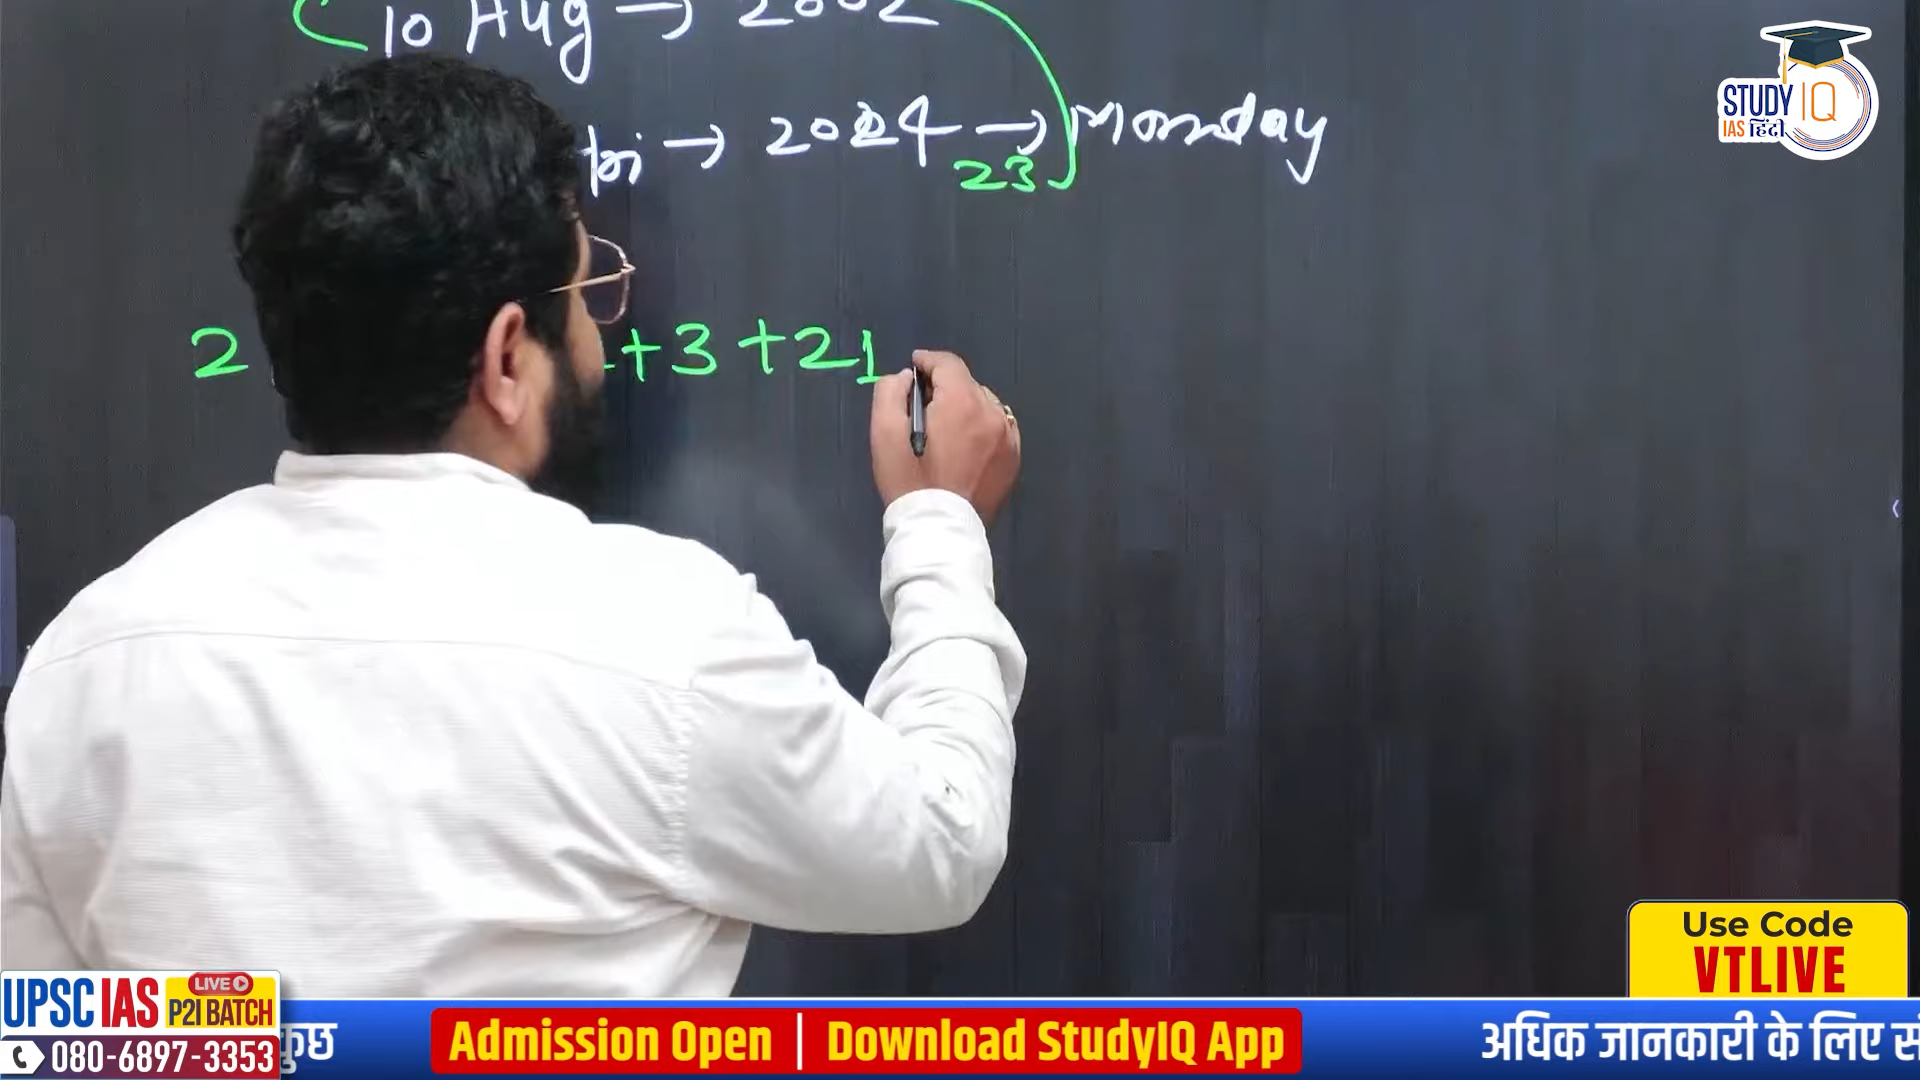 10 Aug → 2002
→ 2024 → Monday
23
2 +3 +21
STUDY IQ
IAS हिंदी
Use Code
VTLIVE
UPSC IAS LIVE P2I BATCH
080-6897-3353
कुछ
Admission Open | Download StudyIQ App
अधिक जानकारी के लिए